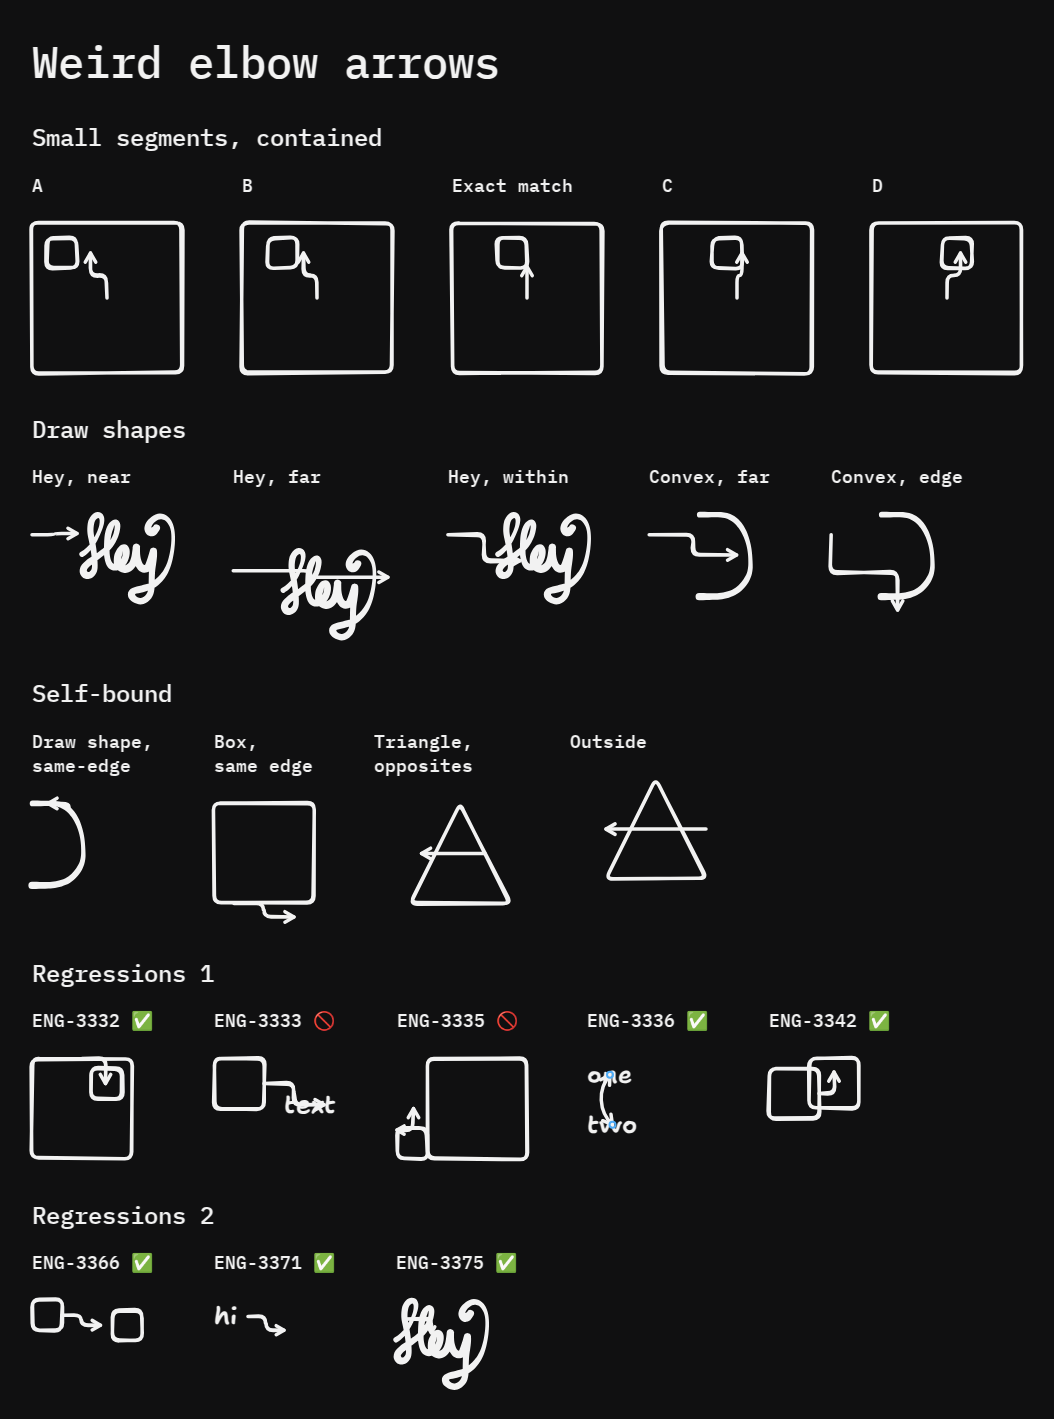 Weird elbow arrows
Small segments, contained
A
B
Exact match
C
D
Draw shapes
Hey, near
Hey, far
Hey, within
Convex, far
Convex, edge
Hey
Hey
Hey
Self-bound
Draw shape,
same-edge
Box,
same edge
Triangle,
opposites
Outside
Regressions 1
ENG-3332 ✅
ENG-3333 🚫
ENG-3335 🚫
ENG-3336 ✅
ENG-3342 ✅
text
one
two
Regressions 2
ENG-3366 ✅
ENG-3371 ✅
ENG-3375 ✅
hi
Hey